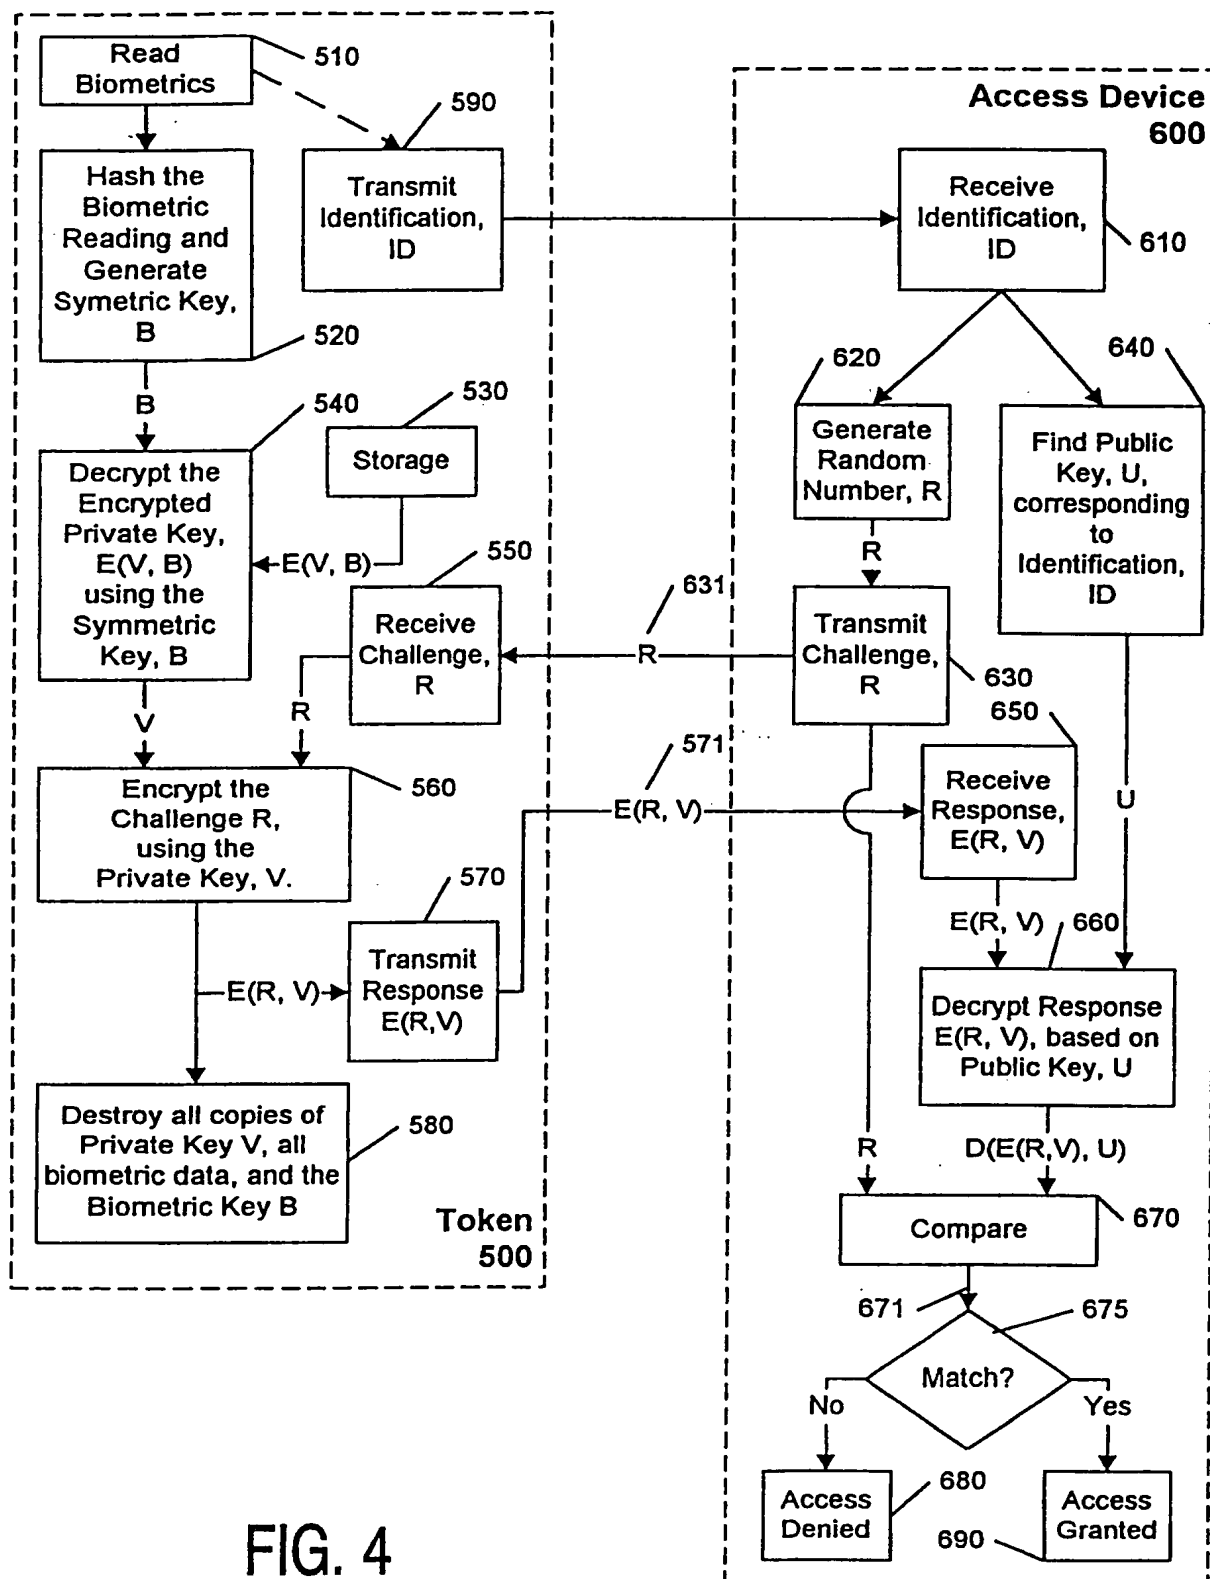 Read
Biometrics
510
590
Hash the
Biometric
Reading and
Generate
Symetric Key,
B
520
Transmit
Identification,
ID
B
540
530
Storage
Decrypt the
Encrypted
Private Key,
E(V, B)
using the
Symmetric
Key, B
E(V, B)
550
Receive
Challenge,
R
V
R
560
Encrypt the
Challenge R,
using the
Private Key, V.
570
E(R, V)
Transmit
Response
E(R,V)
Destroy all copies of
Private Key V, all
biometric data, and the
Biometric Key B
580
Token
500
631
R
571
E(R, V)
Access Device
600
Receive
Identification,
ID
610
620
640
Generate
Random
Number, R
Find Public
Key, U,
corresponding
to
Identification,
ID
R
Transmit
Challenge,
R
630
650
Receive
Response,
E(R, V)
U
E(R, V)
660
Decrypt Response
E(R, V), based on
Public Key, U
R
D(E(R,V), U)
Compare
670
671
675
Match?
No
Yes
Access
Denied
680
Access
Granted
690
FIG. 4